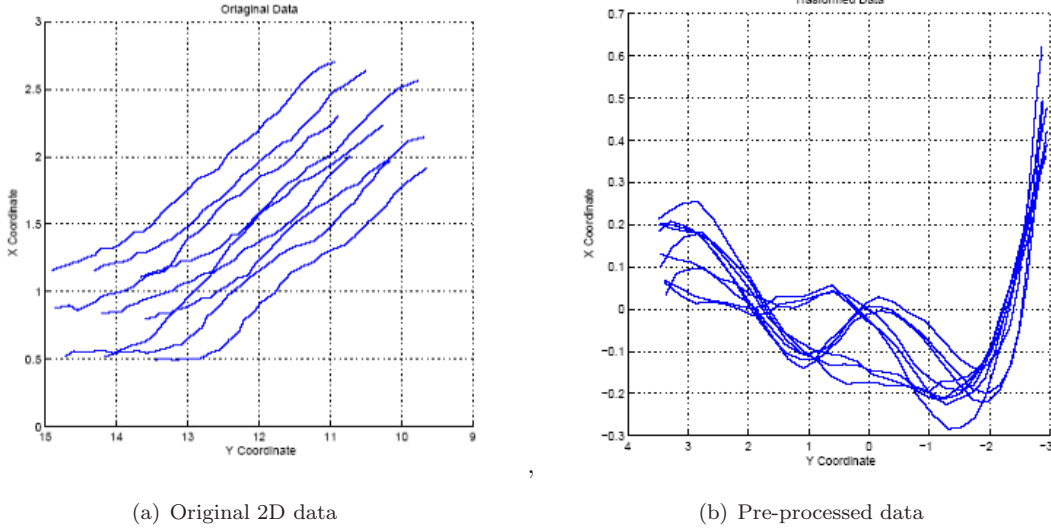 Oriaginal Data
3
2.5
2
1.5
1
0.5
0
15 14 13 12 11 10 9
X Coordinate
Y Coordinate
(a) Original 2D data
,
Trasformed Data
0.7
0.6
0.5
0.4
0.3
0.2
0.1
0
−0.1
−0.2
−0.3
4 3 2 1 0 −1 −2 −3
X Coordinate
Y Coordinate
(b) Pre-processed data